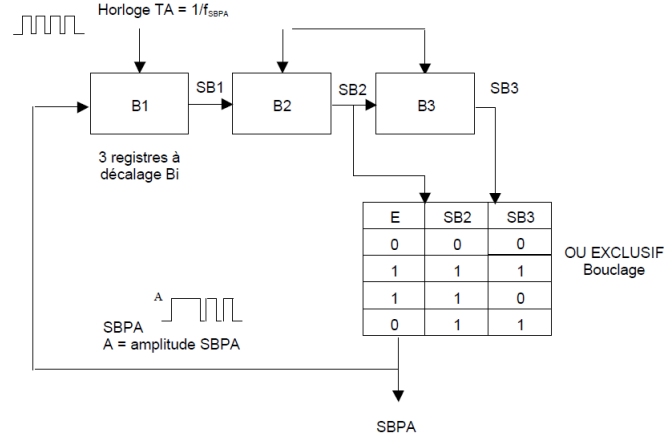 Horloge TA = 1/fSBPA
SB1
SB2
SB3
B1
B2
B3
3 registres à
décalage Bi
E SB2 SB3
0 0 0
1 1 1
1 1 0
0 1 1
OU EXCLUSIF
Bouclage
A
SBPA
A = amplitude SBPA
SBPA